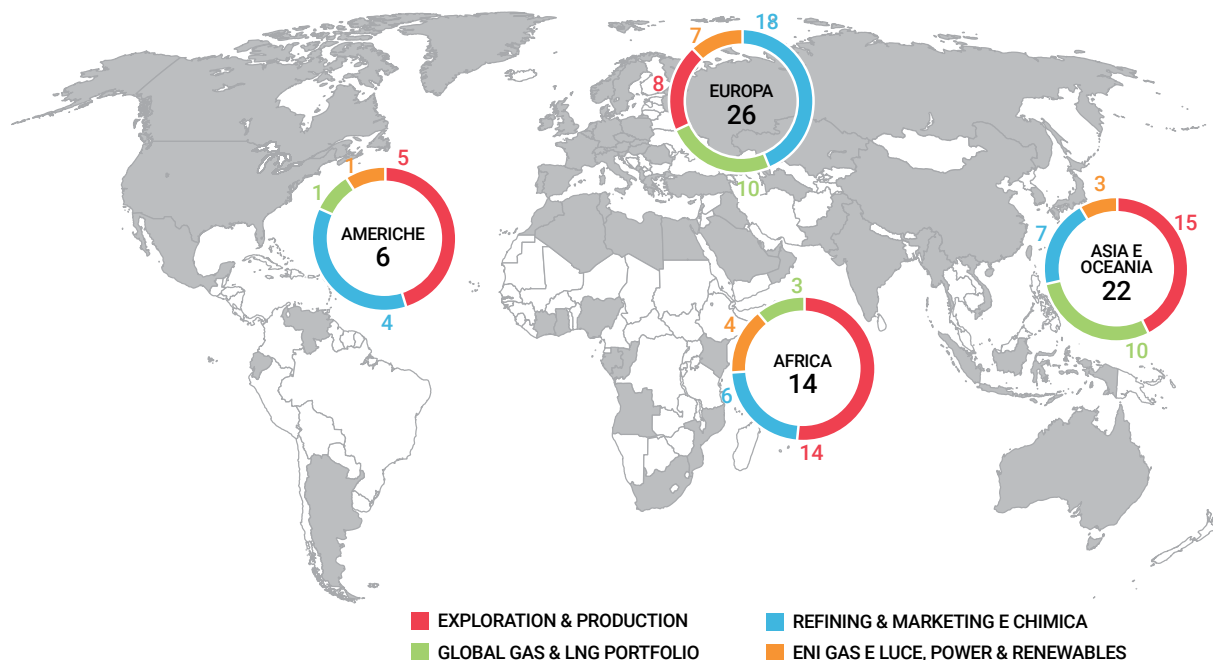 7
18
8
EUROPA
26
10
1
1
5
AMERICHE
6
4
3
7
15
ASIA E
OCEANIA
22
10
3
4
AFRICA
14
6
14
EXPLORATION & PRODUCTION
REFINING & MARKETING E CHIMICA
GLOBAL GAS & LNG PORTFOLIO
ENI GAS E LUCE, POWER & RENEWABLES